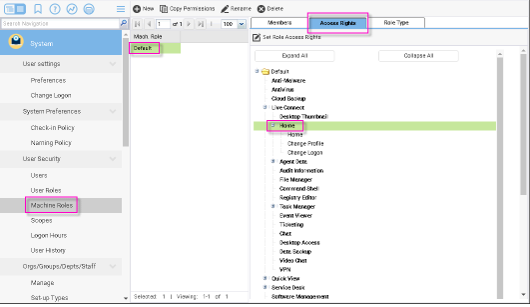 New Copy Permissions Rename Delete
Search Navigation
1 of 1 100
System
User settings
Preferences
Change Logon
System Preferences
Check-in Policy
Naming Policy
User Security
Users
User Roles
Machine Roles
Scopes
Logon Hours
User History
Orgs/Groups/Depts/Staff
Manage
Set-up Types
Mach. Role
Default
Selected 1 | Viewing: 1-1 of 1
Members Access Rights Role Type
Set Role Access Rights
Expand All Collapse All
Default
Anti-Malware
Antivirus
Cloud Backup
Live Connect
Desktop Thumbnail
Home
Home
Change Profile
Change Logon
Agent Data
Audit Information
File Manager
Command Shell
Registry Editor
Task Manager
Event Viewer
Ticketing
Chat
Desktop Access
Data Backup
Video Chat
VPN
Quick View
Service Desk
Software Management